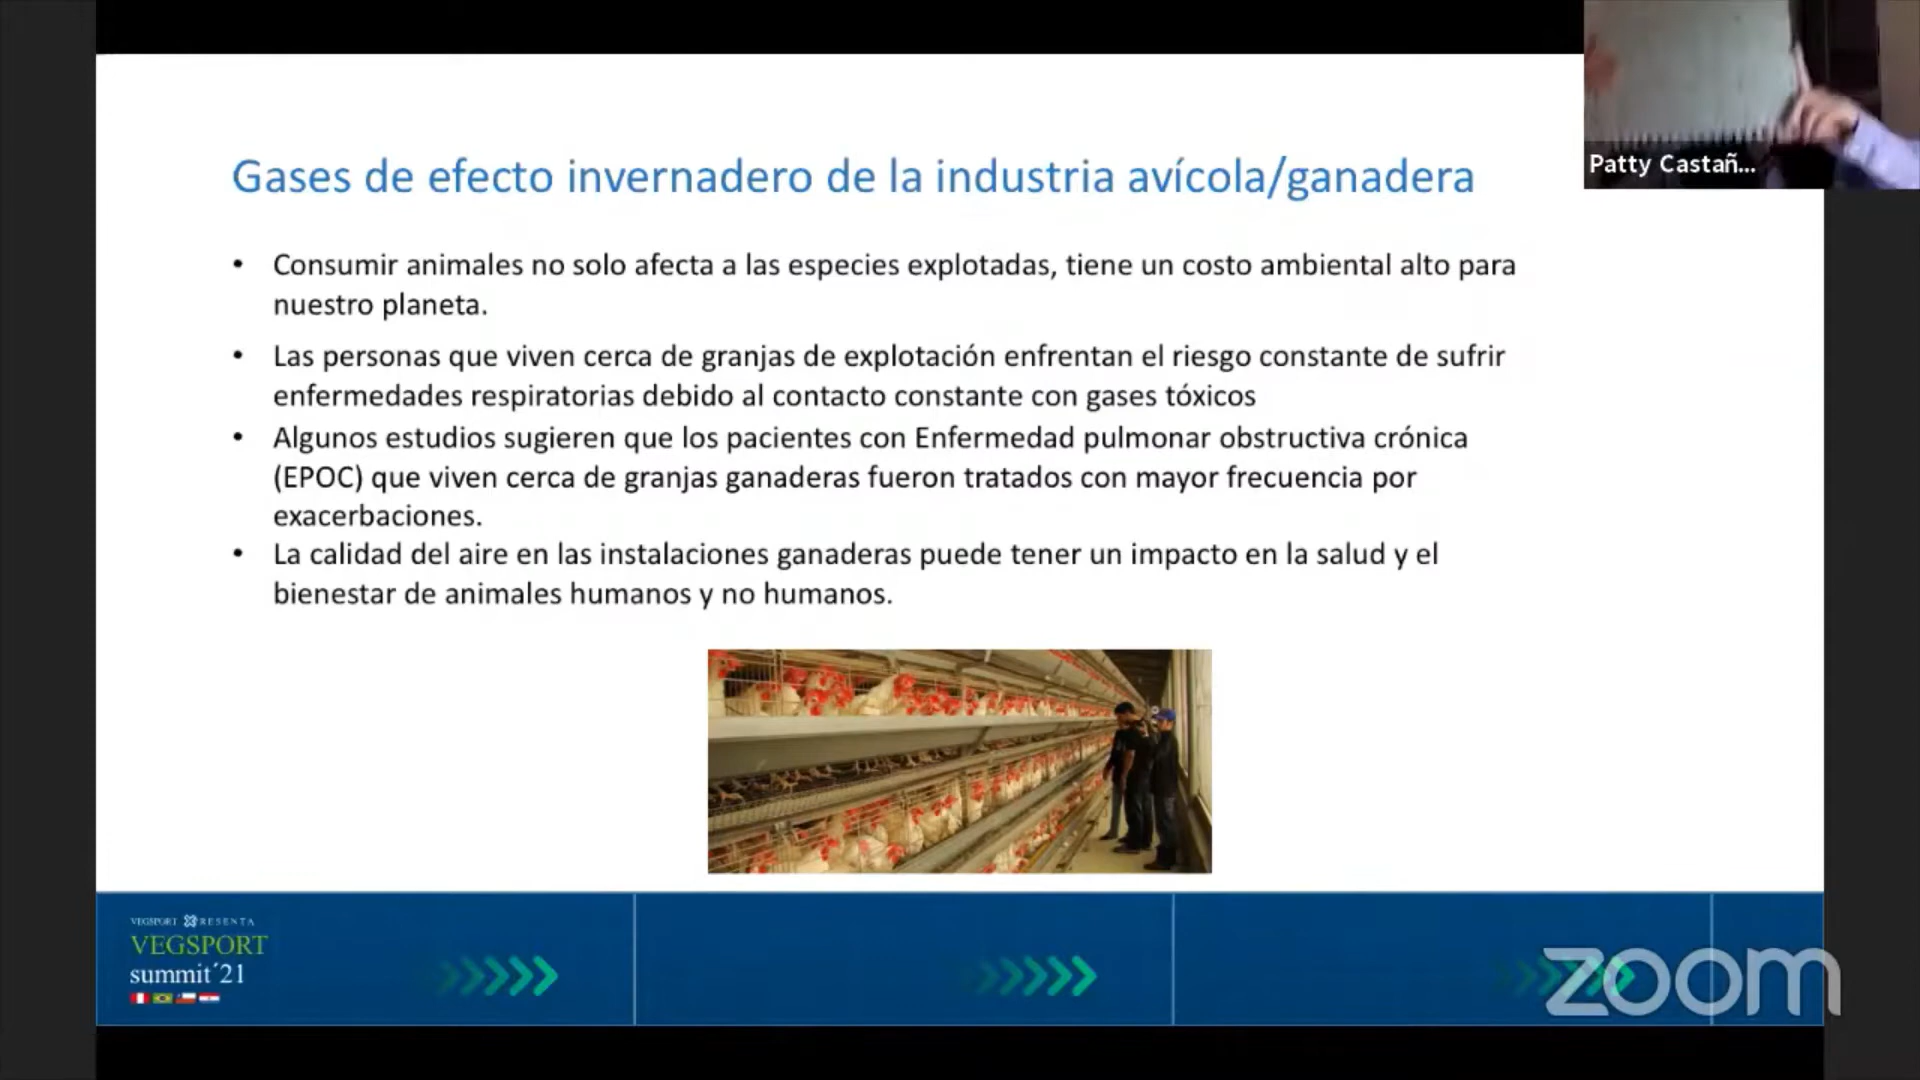 Patty Castañ...
Gases de efecto invernadero de la industria avícola/ganadera
• Consumir animales no solo afecta a las especies explotadas, tiene un costo ambiental alto para
nuestro planeta.
• Las personas que viven cerca de granjas de explotación enfrentan el riesgo constante de sufrir
enfermedades respiratorias debido al contacto constante con gases tóxicos
• Algunos estudios sugieren que los pacientes con Enfermedad pulmonar obstructiva crónica
(EPOC) que viven cerca de granjas ganaderas fueron tratados con mayor frecuencia por
exacerbaciones.
• La calidad del aire en las instalaciones ganaderas puede tener un impacto en la salud y el
bienestar de animales humanos y no humanos.
VEGSPORT RESENTA
VEGSPORT
summit´21
zoom